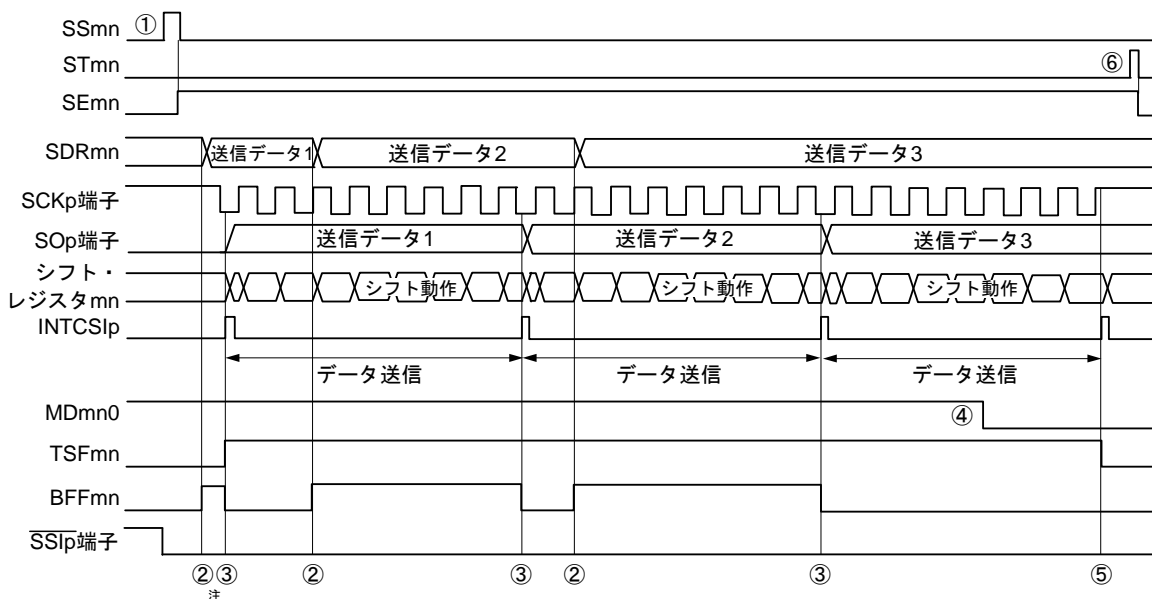 SSmn ①
STmn ⑥
SEmn
SDRmn 送信データ1 送信データ2 送信データ3
SCKp端子
SOp端子 送信データ1 送信データ2 送信データ3
シフト・
レジスタmn シフト動作 シフト動作 シフト動作
INTCSIp
データ送信 データ送信 データ送信
MDmn0 ④
TSFmn
BFFmn
SSIp端子
②③ ② ③ ② ③ ⑤
注